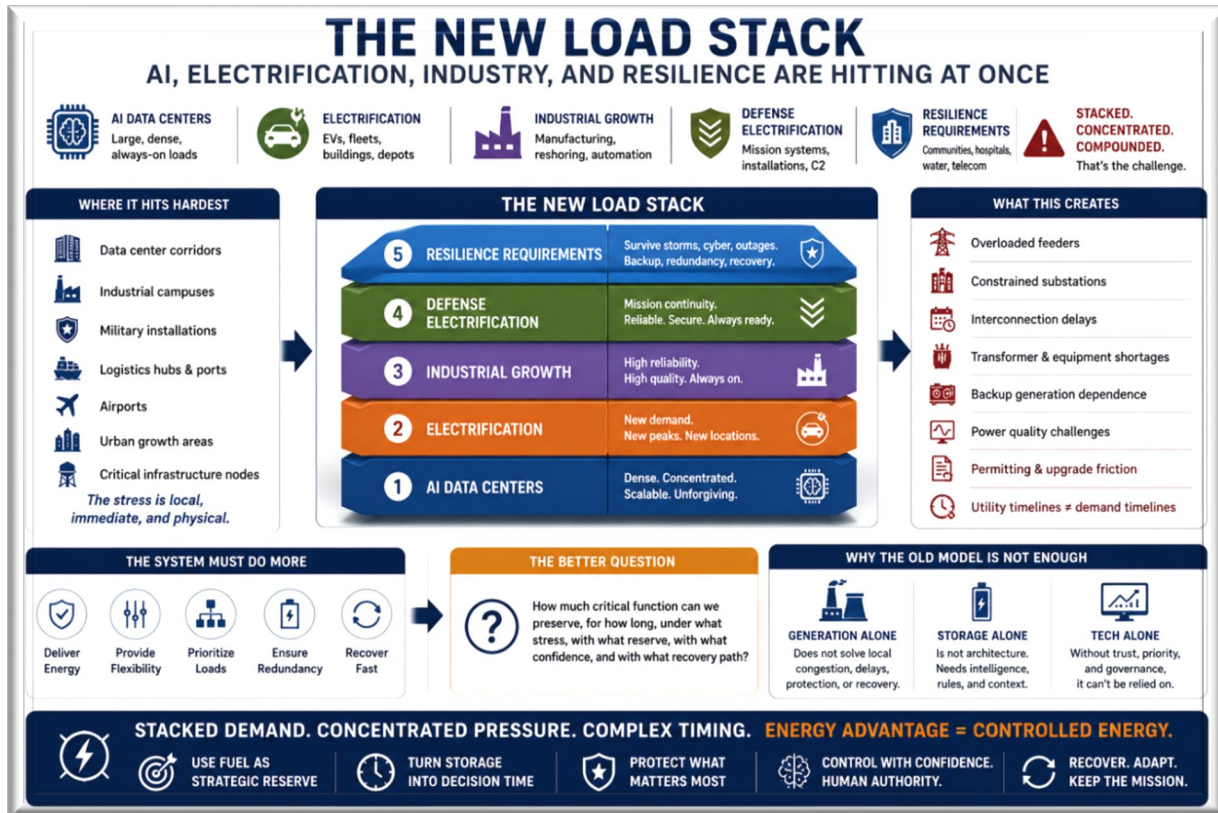 THE NEW LOAD STACK
AI, ELECTRIFICATION, INDUSTRY, AND RESILIENCE ARE HITTING AT ONCE
AI DATA CENTERS
Large, dense,
always-on loads
ELECTRIFICATION
EVs, fleets,
buildings, depots
INDUSTRIAL GROWTH
Manufacturing,
reshoring, automation
DEFENSE
ELECTRIFICATION
Mission systems,
installations, C2
RESILIENCE
REQUIREMENTS
Communities, hospitals,
water, telecom
STACKED.
CONCENTRATED.
COMPOUNDED.
That's the challenge.
WHERE IT HITS HARDEST
Data center corridors
Industrial campuses
Military installations
Logistics hubs & ports
Airports
Urban growth areas
Critical infrastructure nodes
The stress is local,
immediate, and physical.
THE NEW LOAD STACK
5 RESILIENCE REQUIREMENTS
Survive storms, cyber, outages.
Backup, redundancy, recovery.
4 DEFENSE
ELECTRIFICATION
Mission continuity.
Reliable. Secure. Always ready.
3 INDUSTRIAL GROWTH
High reliability.
High quality. Always on.
2 ELECTRIFICATION
New demand.
New peaks. New locations.
1 AI DATA CENTERS
Dense. Concentrated.
Scalable. Unforgiving.
WHAT THIS CREATES
Overloaded feeders
Constrained substations
Interconnection delays
Transformer & equipment shortages
Backup generation dependence
Power quality challenges
Permitting & upgrade friction
Utility timelines ≠ demand timelines
THE SYSTEM MUST DO MORE
Deliver
Energy
Provide
Flexibility
Prioritize
Loads
Ensure
Redundancy
Recover
Fast
THE BETTER QUESTION
?
How much critical function can we
preserve, for how long, under what
stress, with what reserve, with what
confidence, and with what recovery path?
WHY THE OLD MODEL IS NOT ENOUGH
GENERATION ALONE
Does not solve local
congestion, delays,
protection, or recovery.
STORAGE ALONE
Is not architecture.
Needs intelligence,
rules, and context.
TECH ALONE
Without trust, priority,
and governance,
it can't be relied on.
STACKED DEMAND. CONCENTRATED PRESSURE. COMPLEX TIMING. ENERGY ADVANTAGE = CONTROLLED ENERGY.
USE FUEL AS
STRATEGIC RESERVE
TURN STORAGE
INTO DECISION TIME
PROTECT WHAT
MATTERS MOST
CONTROL WITH CONFIDENCE.
HUMAN AUTHORITY.
RECOVER. ADAPT.
KEEP THE MISSION.